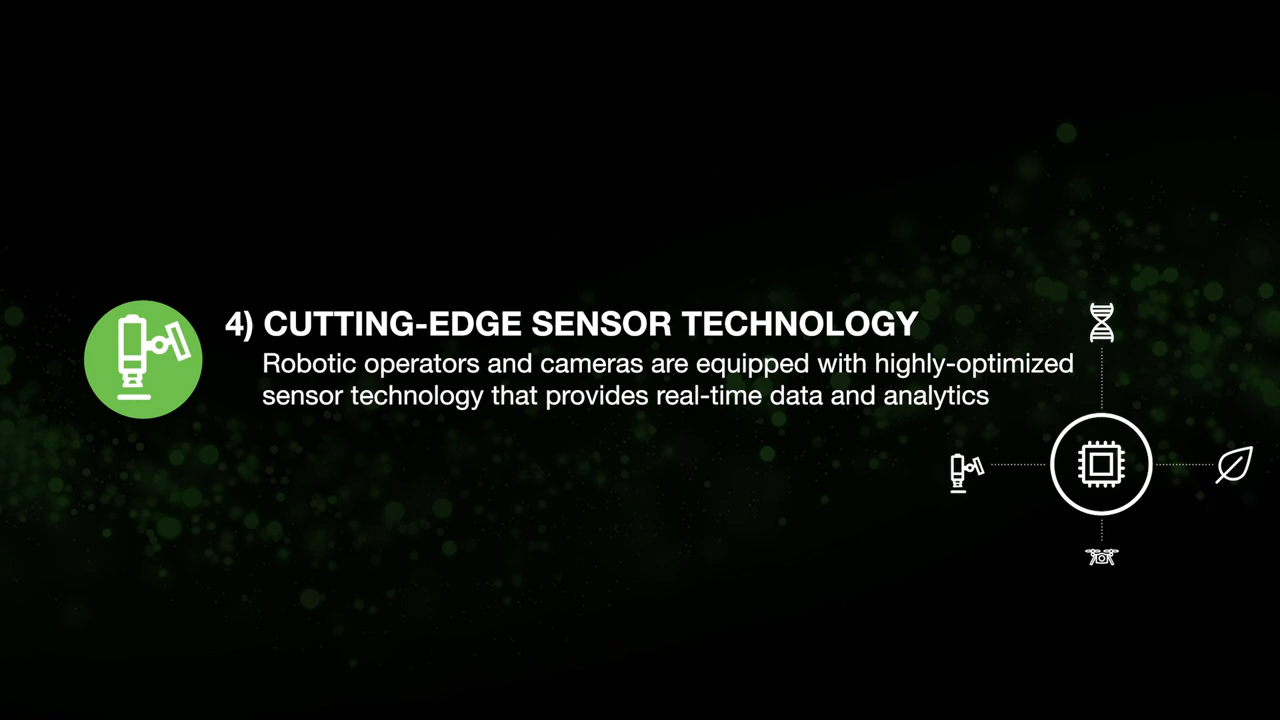 4) CUTTING-EDGE SENSOR TECHNOLOGY
Robotic operators and cameras are equipped with highly-optimized
sensor technology that provides real-time data and analytics